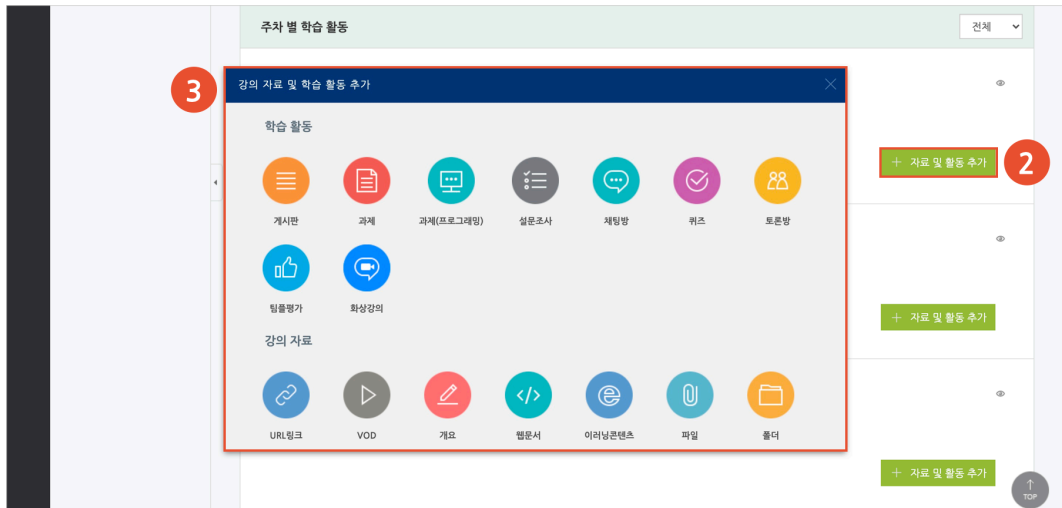 주차 별 학습 활동
전체
3
강의 자료 및 학습 활동 추가
학습 활동
+ 자료 및 활동 추가
2
게시판 과제 과제(프로그래밍) 설문조사 채팅방 퀴즈 토론방
팀플평가 화상강의
+ 자료 및 활동 추가
강의 자료
URL링크 VOD 개요 웹문서 이러닝콘텐츠 파일 폴더
+ 자료 및 활동 추가
TOP